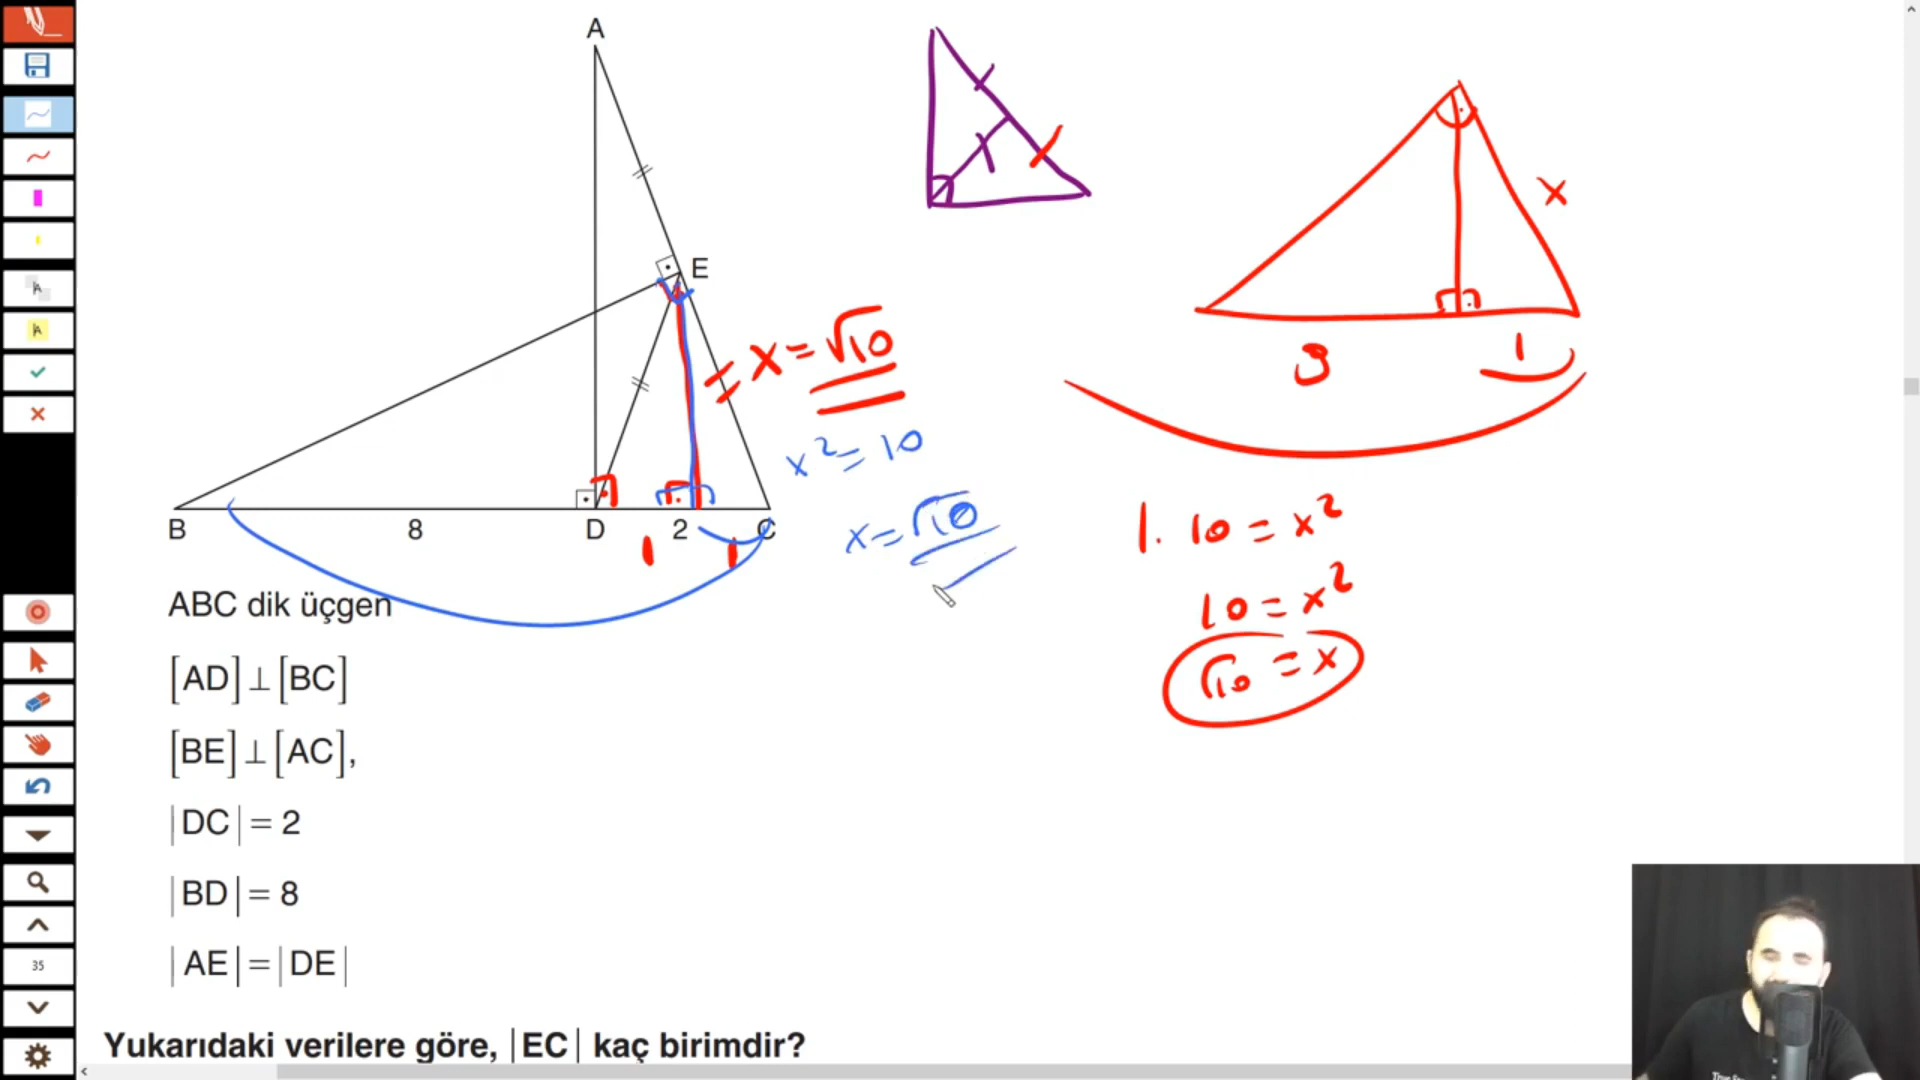 A
E
B
8
D
2
C
1
1
x = √10
x² = 10
x = √10
x
9
1
1 . 10 = x²
10 = x²
√10 = x
ABC dik üçgen
[AD] ⊥ [BC]
[BE] ⊥ [AC],
|DC| = 2
|BD| = 8
|AE| = |DE|
Yukarıdaki verilere göre, |EC| kaç birimdir?
35